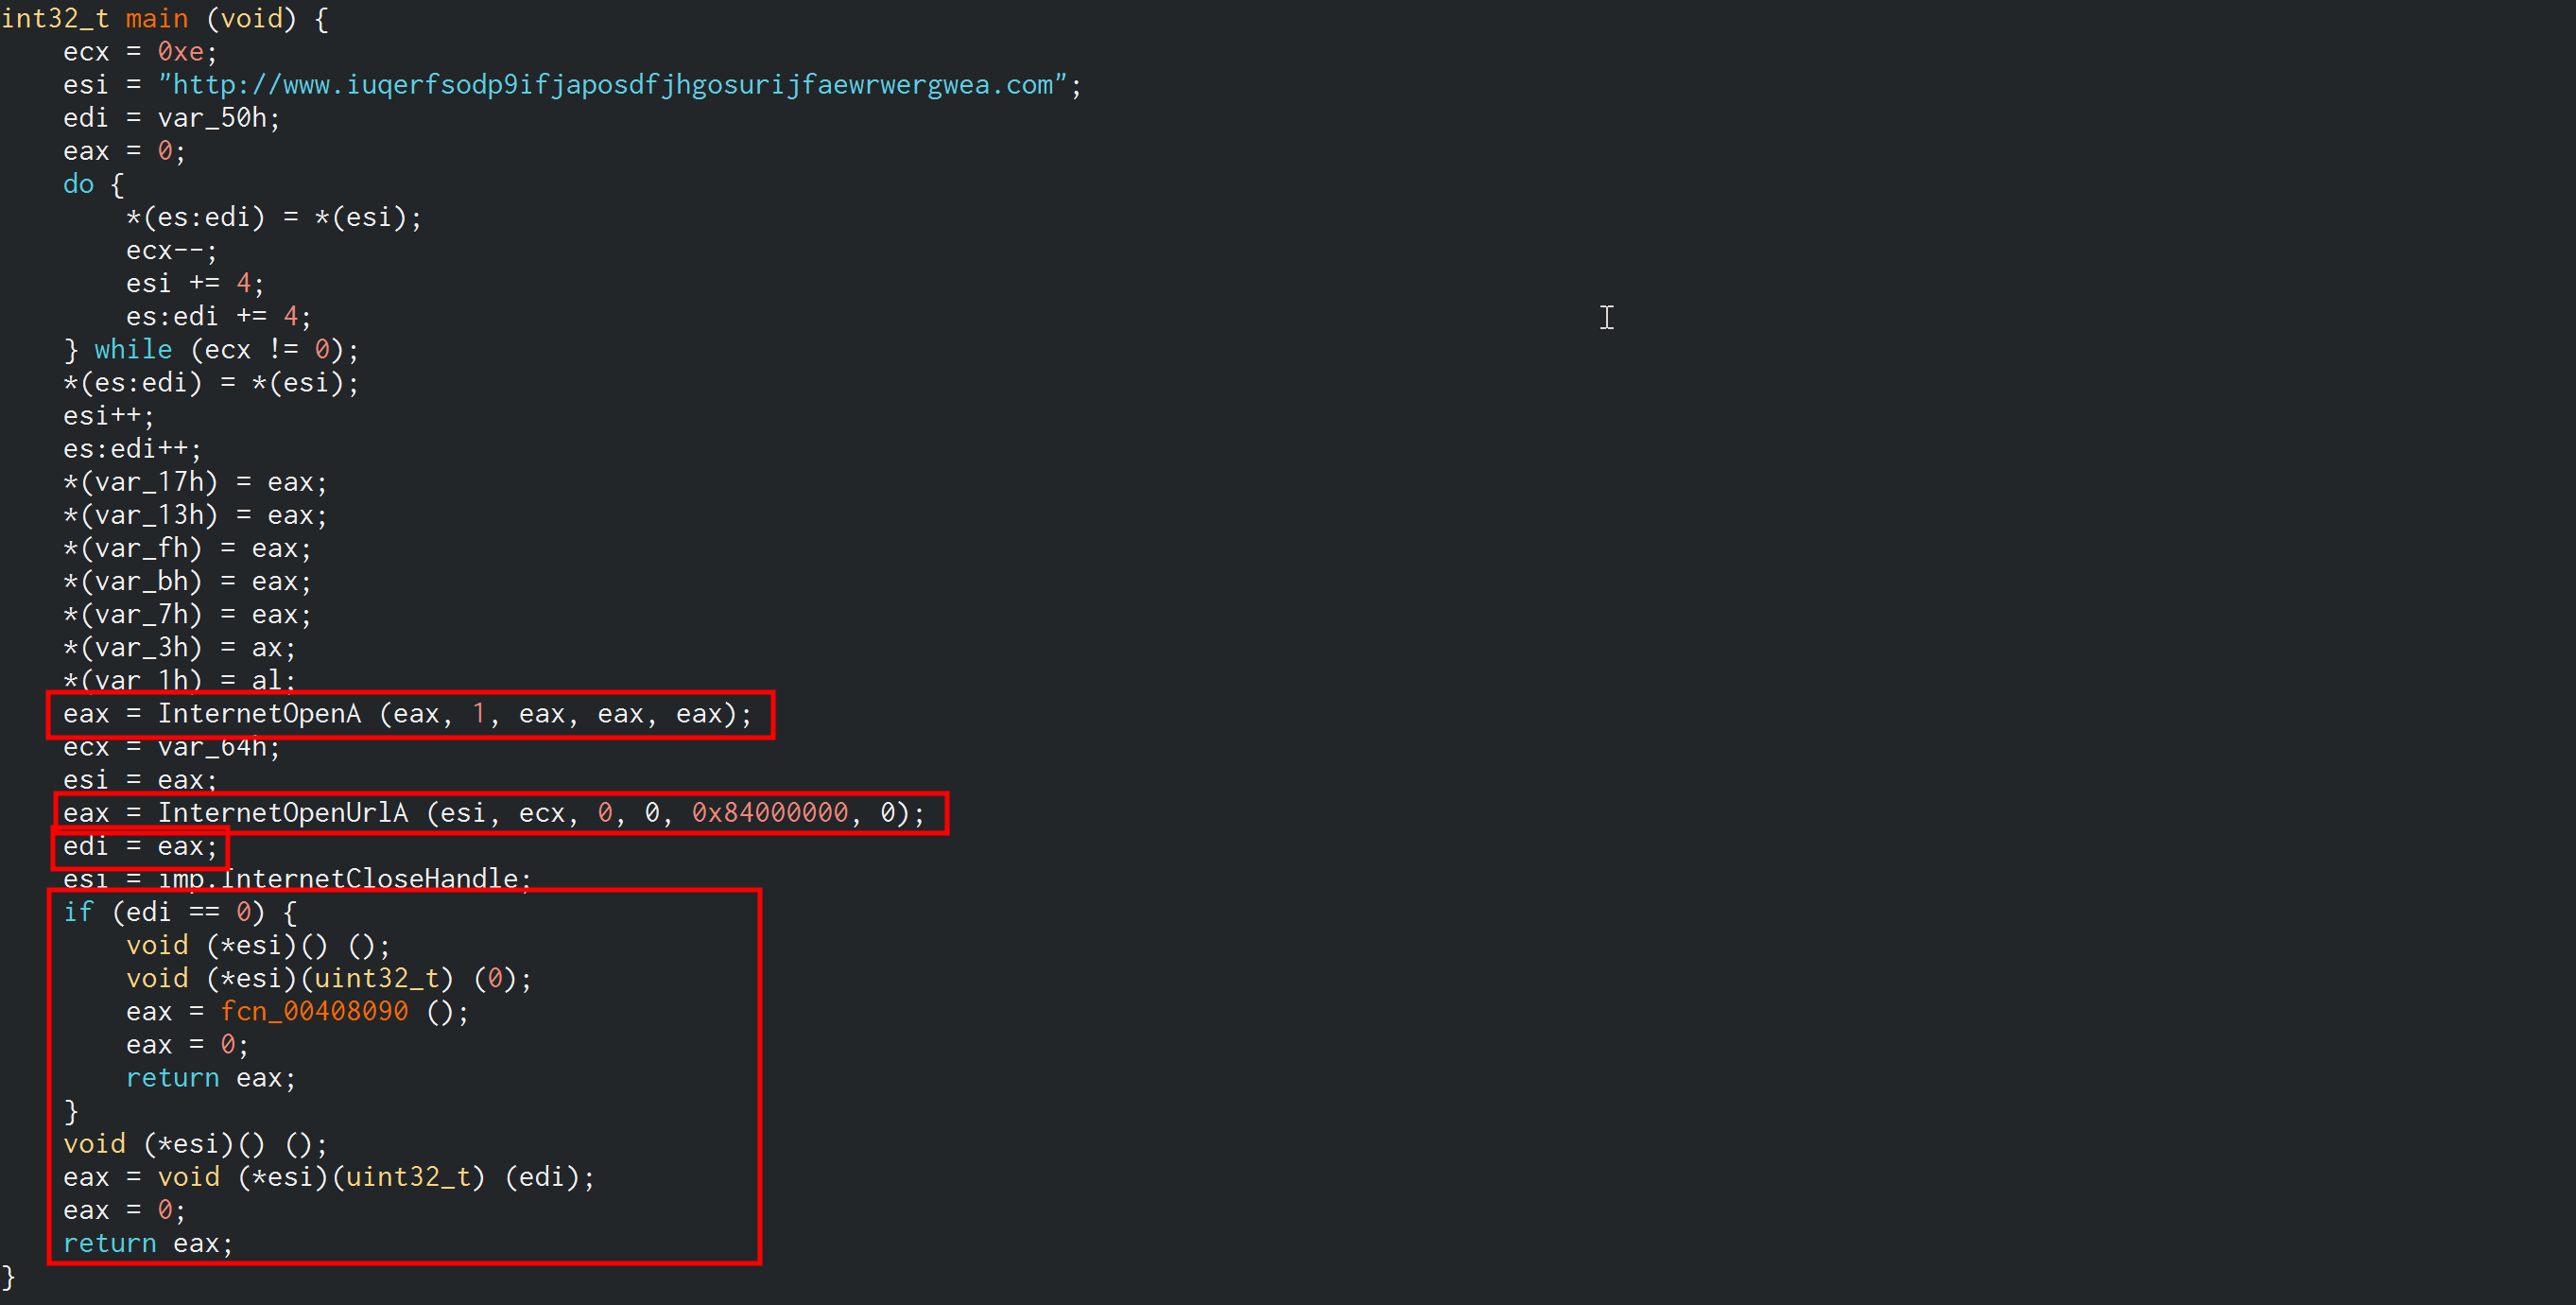 int32_t main (void) {
    ecx = 0xe;
    esi = "http://www.iuqerfsodp9ifjaposdfjhgosurijfaewrwergwea.com";
    edi = var_50h;
    eax = 0;
    do {
        *(es:edi) = *(esi);
        ecx--;
        esi += 4;
        es:edi += 4;
    } while (ecx != 0);
    *(es:edi) = *(esi);
    esi++;
    es:edi++;
    *(var_17h) = eax;
    *(var_13h) = eax;
    *(var_fh) = eax;
    *(var_bh) = eax;
    *(var_7h) = eax;
    *(var_3h) = ax;
    *(var_1h) = al;
    eax = InternetOpenA (eax, 1, eax, eax, eax);
    ecx = var_64h;
    esi = eax;
    eax = InternetOpenUrlA (esi, ecx, 0, 0, 0x84000000, 0);
    edi = eax;
    esi = imp.InternetCloseHandle;
    if (edi == 0) {
        void (*esi)() ();
        void (*esi)(uint32_t) (0);
        eax = fcn_00408090 ();
        eax = 0;
        return eax;
    }
    void (*esi)() ();
    eax = void (*esi)(uint32_t) (edi);
    eax = 0;
    return eax;
}